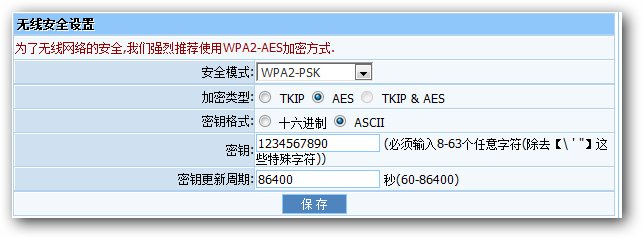 无线安全设置
为了无线网络的安全,我们强烈推荐使用WPA2-AES加密方式.
安全模式: WPA2-PSK
加密类型: TKIP AES TKIP & AES
密钥格式: 十六进制 ASCII
密钥: 1234567890 (必须输入8-63个任意字符(除去【\ ' "】这
些特殊字符))
密钥更新周期: 86400 秒(60-86400)
保存